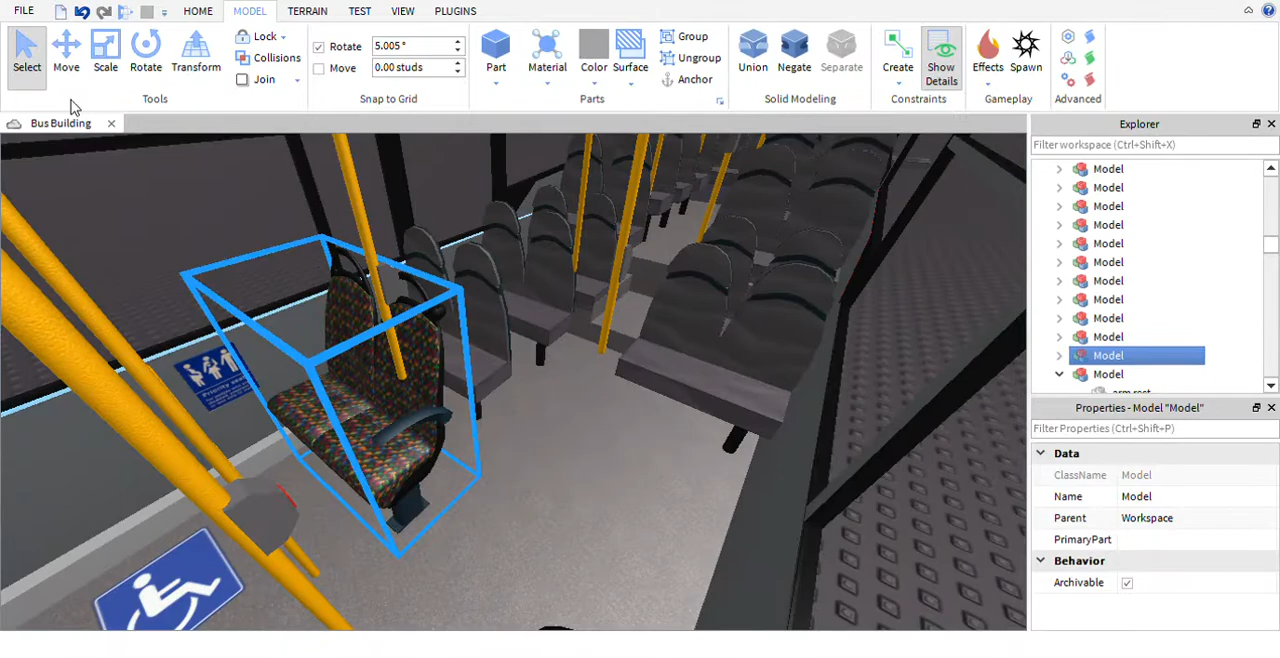 FILE
HOME
MODEL
TERRAIN
TEST
VIEW
PLUGINS
Select
Move
Scale
Rotate
Transform
Lock
Collisions
Join
Tools
Rotate
5.005 °
Move
0.00 studs
Snap to Grid
Part
Material
Color
Surface
Group
Ungroup
Anchor
Parts
Union
Negate
Separate
Solid Modeling
Create
Show
Details
Constraints
Effects
Spawn
Gameplay
Advanced
Bus Building
Explorer
Filter workspace (Ctrl+Shift+X)
Model
Model
Model
Model
Model
Model
Model
Model
Model
Model
Model
Model
arm rest
Properties - Model "Model"
Filter Properties (Ctrl+Shift+P)
Data
ClassName Model
Name Model
Parent Workspace
PrimaryPart
Behavior
Archivable
Priority seat